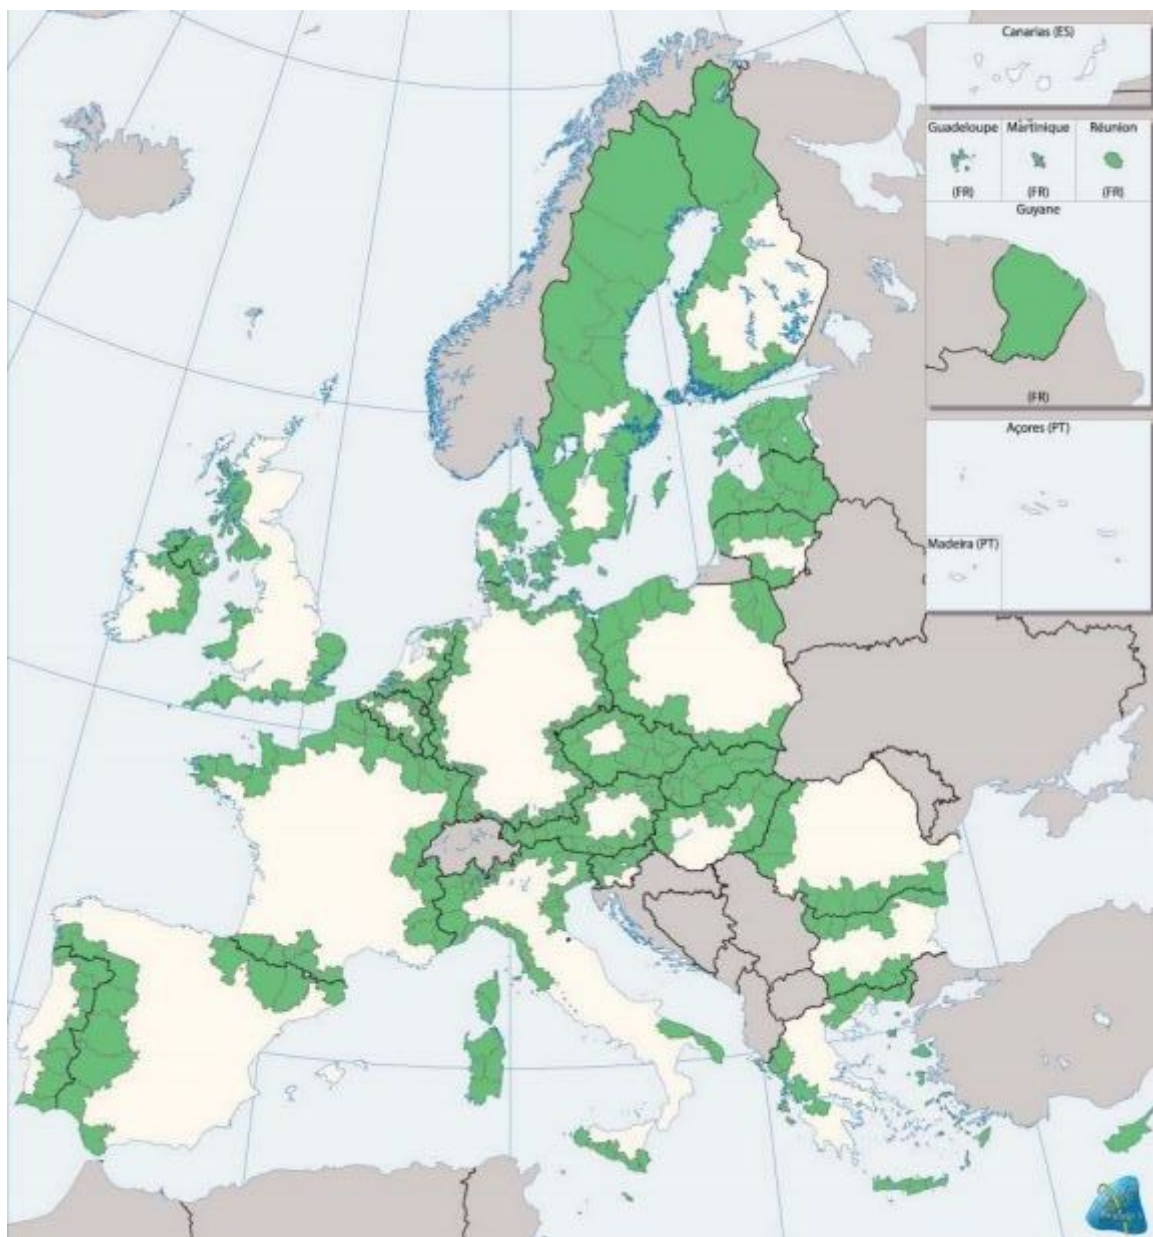 Canarias (ES)
Guadeloupe
Martinique
Réunion
(FR)
(FR)
(FR)
Guyane
(FR)
Açores (PT)
Madeira (PT)